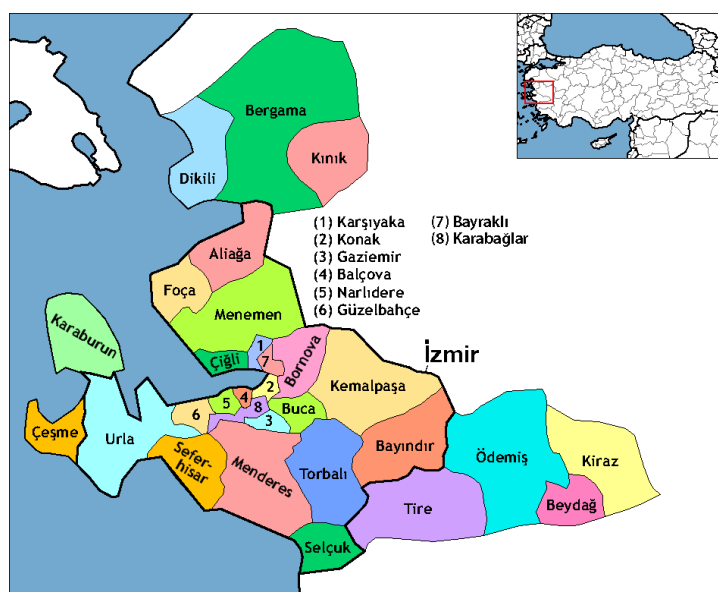 Bergama
Dikili
Kınık
(1) Karşıyaka
(2) Konak
(3) Gaziemir
(4) Balçova
(5) Narlıdere
(6) Güzelbahçe
(7) Bayraklı
(8) Karabağlar
Aliağa
Foça
Menemen
Karaburun
Çiğli
1
7
Bornova
İzmir
Kemalpaşa
2
4
5
8
6
3
Buca
Çeşme
Urla
Sefer-
hisar
Menderes
Torbalı
Bayındır
Ödemiş
Kiraz
Beydağ
Tire
Selçuk